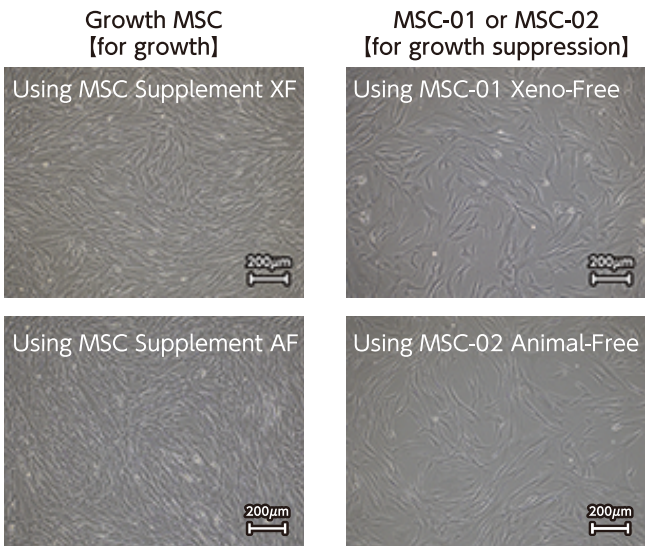 Growth MSC
【for growth】
MSC-01 or MSC-02
【for growth suppression】
Using MSC Supplement XF
200μm
Using MSC-01 Xeno-Free
200μm
Using MSC Supplement AF
200μm
Using MSC-02 Animal-Free
200μm